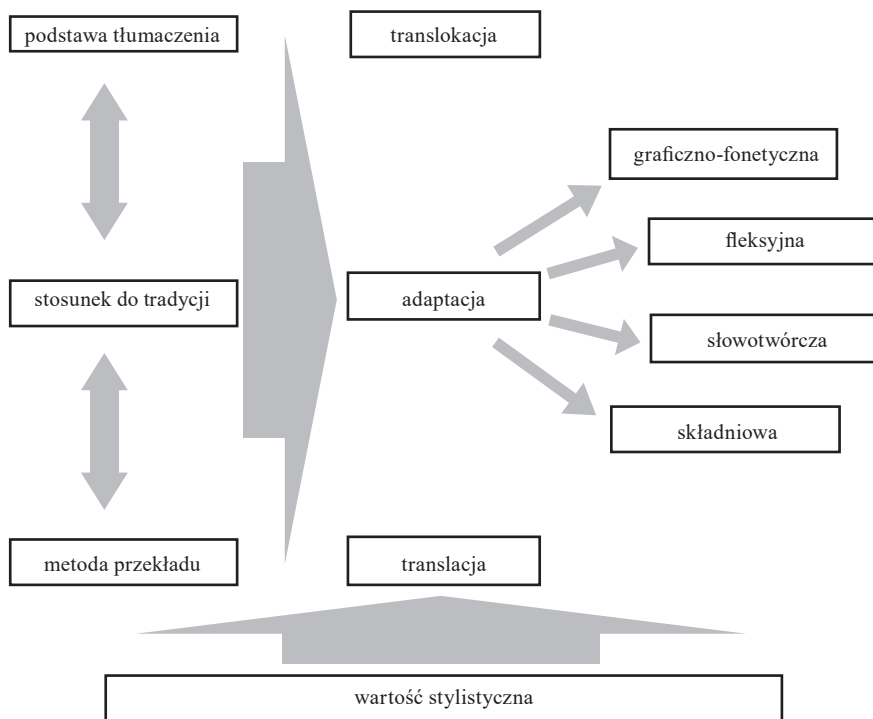 podstawa tłumaczenia
translokacja
graficzno-fonetyczna
fleksyjna
stosunek do tradycji
adaptacja
słowotwórcza
składniowa
metoda przekładu
translacja
wartość stylistyczna